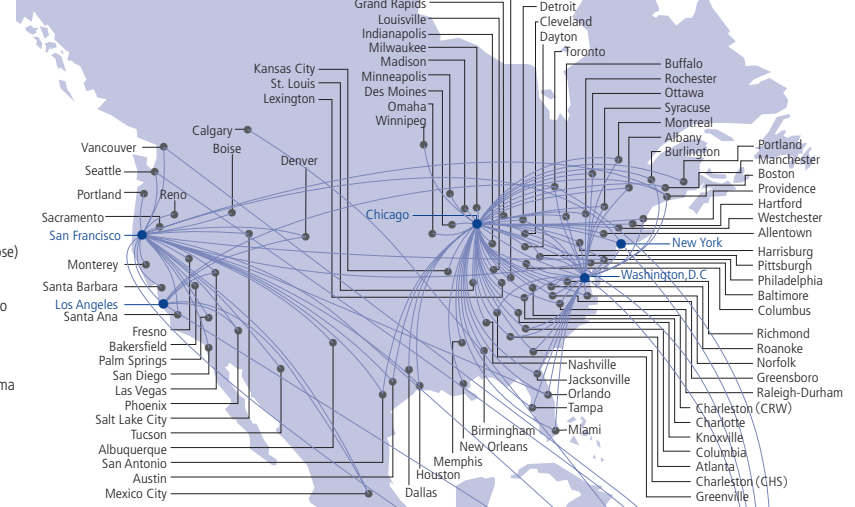 Grand Rapids
Louisville
Indianapolis
Milwaukee
Madison
Minneapolis
Des Moines
Omaha
Winnipeg
Kansas City
St. Louis
Lexington
Detroit
Cleveland
Dayton
Toronto
Buffalo
Rochester
Ottawa
Syracuse
Montreal
Albany
Burlington
Portland
Manchester
Boston
Providence
Hartford
Westchester
Allentown
New York
Harrisburg
Pittsburgh
Washington,D.C
Philadelphia
Baltimore
Columbus
Richmond
Roanoke
Norfolk
Greensboro
Raleigh-Durham
Charleston (CRW)
Charlotte
Knoxville
Columbia
Atlanta
Charleston (CHS)
Greenville
Nashville
Jacksonville
Orlando
Tampa
Miami
Birmingham
New Orleans
Memphis
Houston
Dallas
Chicago
Calgary
Boise
Denver
Vancouver
Seattle
Portland
Reno
Sacramento
San Francisco
Monterey
Santa Barbara
Los Angeles
Santa Ana
Fresno
Bakersfield
Palm Springs
San Diego
Las Vegas
Phoenix
Salt Lake City
Tucson
Albuquerque
San Antonio
Austin
Mexico City
ose)
o
ma